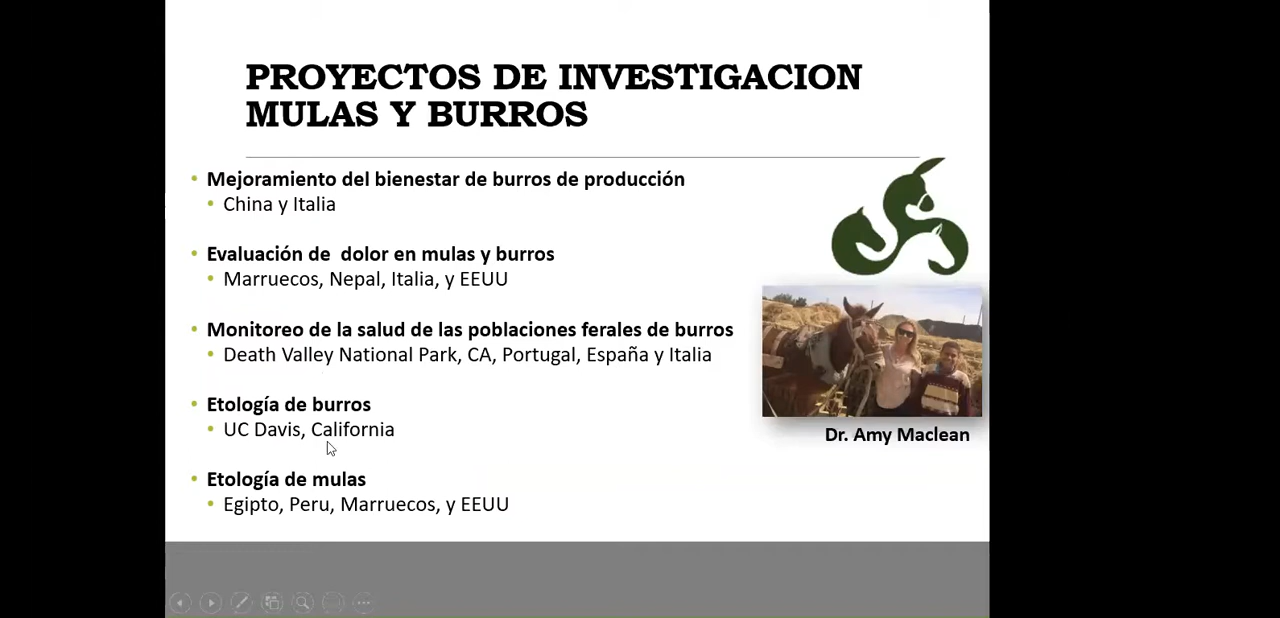 PROYECTOS DE INVESTIGACION
MULAS Y BURROS
• Mejoramiento del bienestar de burros de producción
• China y Italia
• Evaluación de  dolor en mulas y burros
• Marruecos, Nepal, Italia, y EEUU
• Monitoreo de la salud de las poblaciones ferales de burros
• Death Valley National Park, CA, Portugal, España y Italia
• Etología de burros
• UC Davis, California
• Etología de mulas
• Egipto, Peru, Marruecos, y EEUU
Dr. Amy Maclean